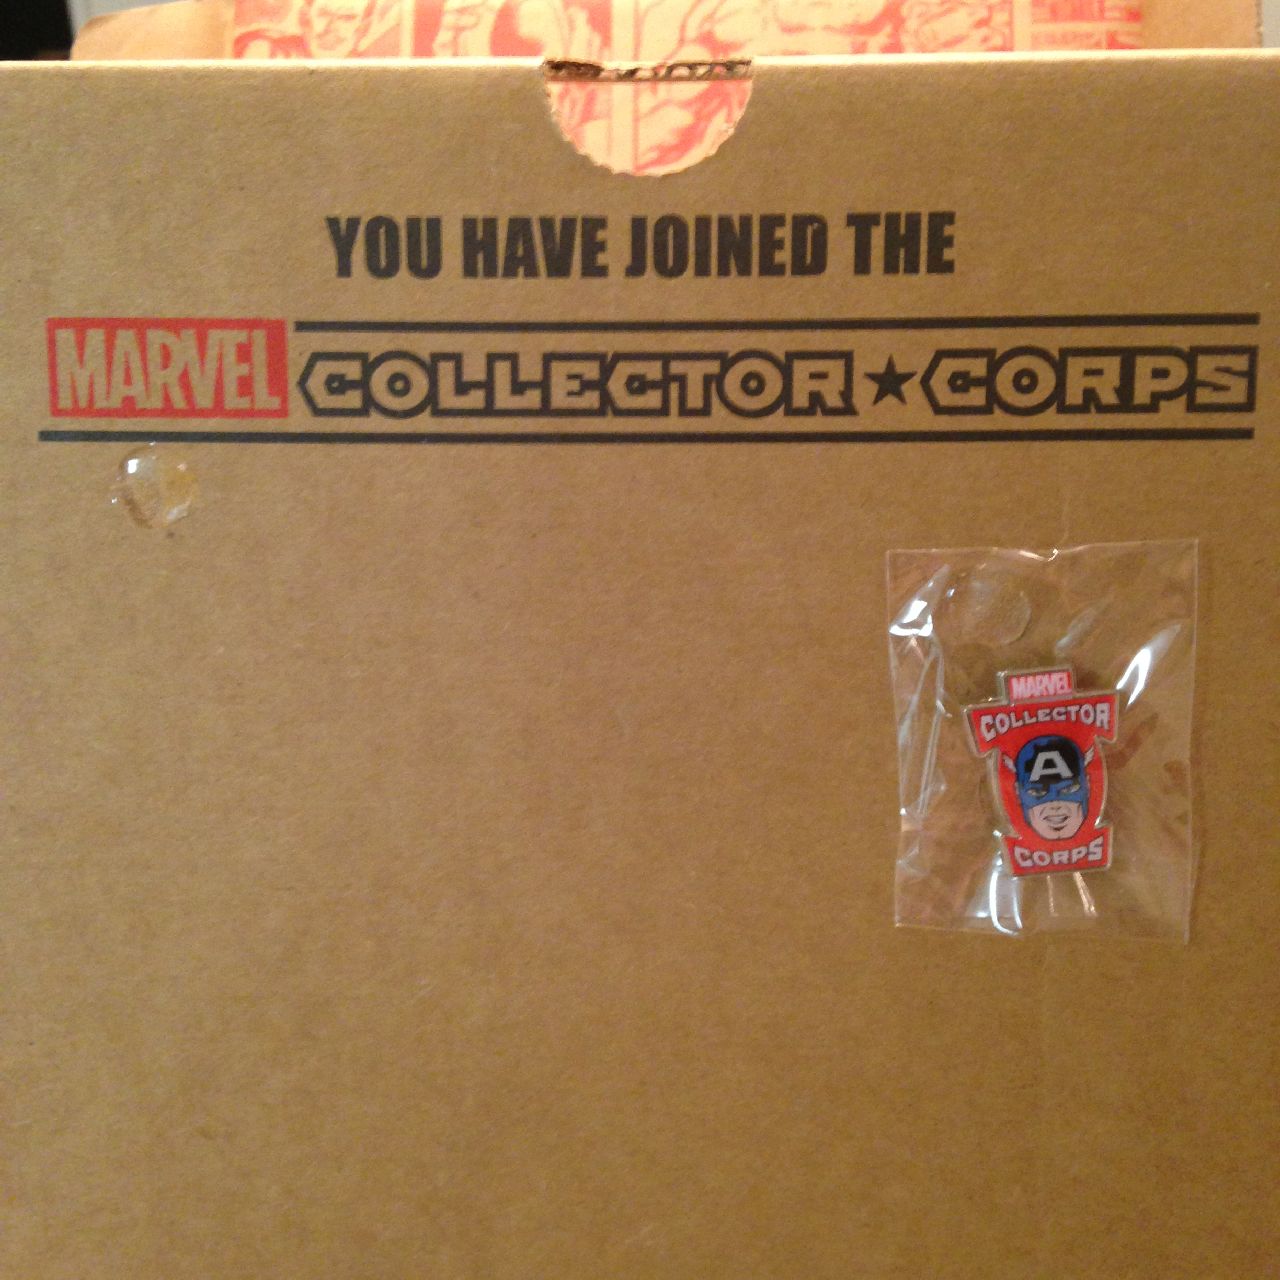 YOU HAVE JOINED THE
MARVEL COLLECTOR★CORPS
MARVEL
COLLECTOR
A
CORPS